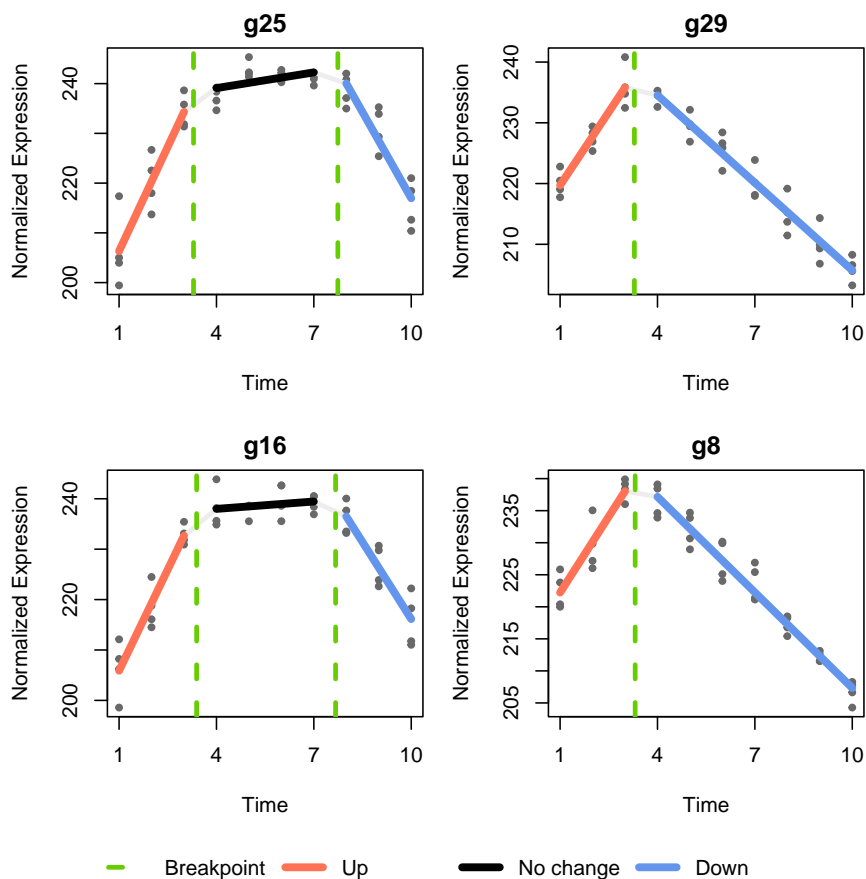 g25
Normalized Expression
200
220
240
1 4 7 10
Time
g29
Normalized Expression
210
220
230
240
1 4 7 10
Time
g16
Normalized Expression
200
220
240
1 4 7 10
Time
g8
Normalized Expression
205
215
225
235
1 4 7 10
Time
Breakpoint Up No change Down